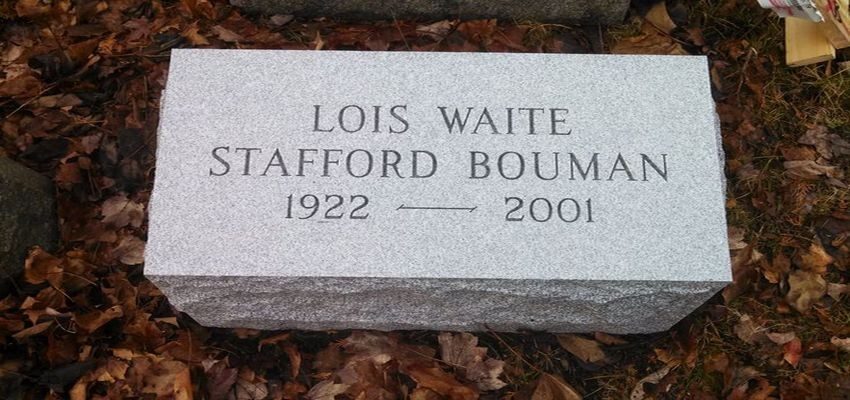 LOIS WAITE
STAFFORD BOUMAN
1922 — 2001